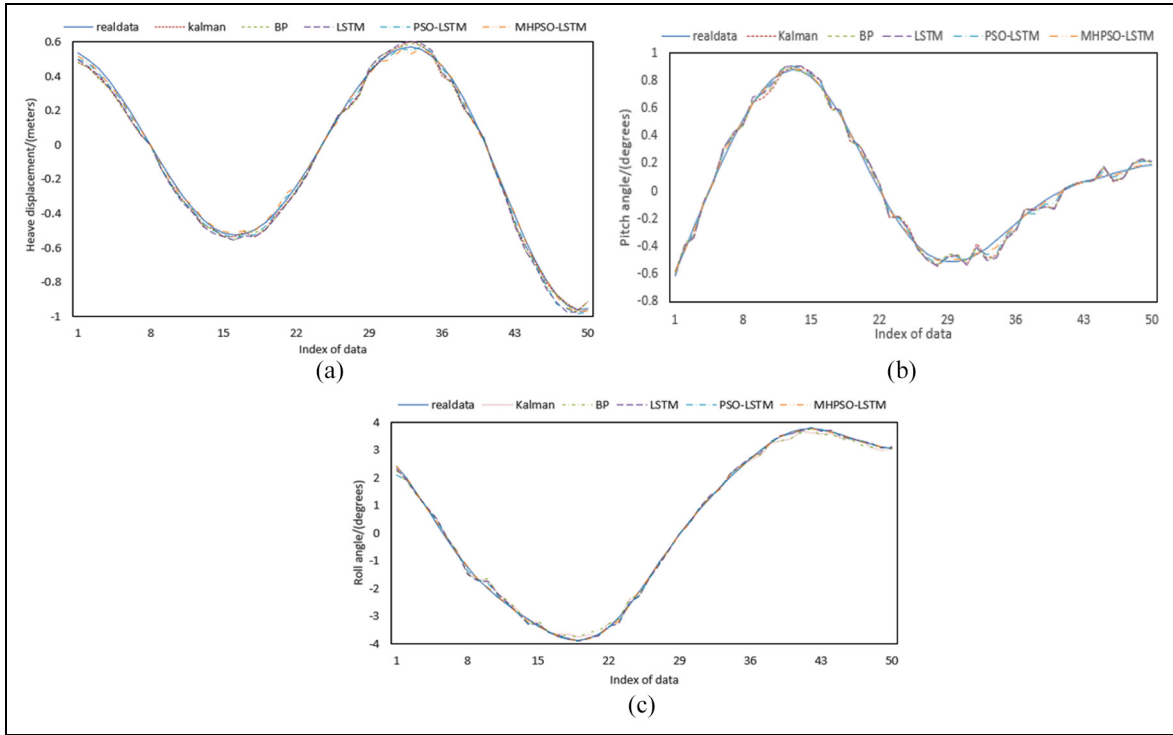 realdata kalman BP LSTM PSO-LSTM MHPSO-LSTM
0.6
0.4
0.2
0
-0.2
-0.4
-0.6
-0.8
-1
Heave displacement/(meters)
1 8 15 22 29 36 43 50
Index of data
(a)
realdata Kalman BP LSTM PSO-LSTM MHPSO-LSTM
1
0.8
0.6
0.4
0.2
0
-0.2
-0.4
-0.6
-0.8
Pitch angle/(degrees)
1 8 15 22 29 36 43 50
Index of data
(b)
realdata Kalman BP LSTM PSO-LSTM MHPSO-LSTM
4
3
2
1
0
-1
-2
-3
-4
Roll angle/(degrees)
1 8 15 22 29 36 43 50
Index of data
(c)